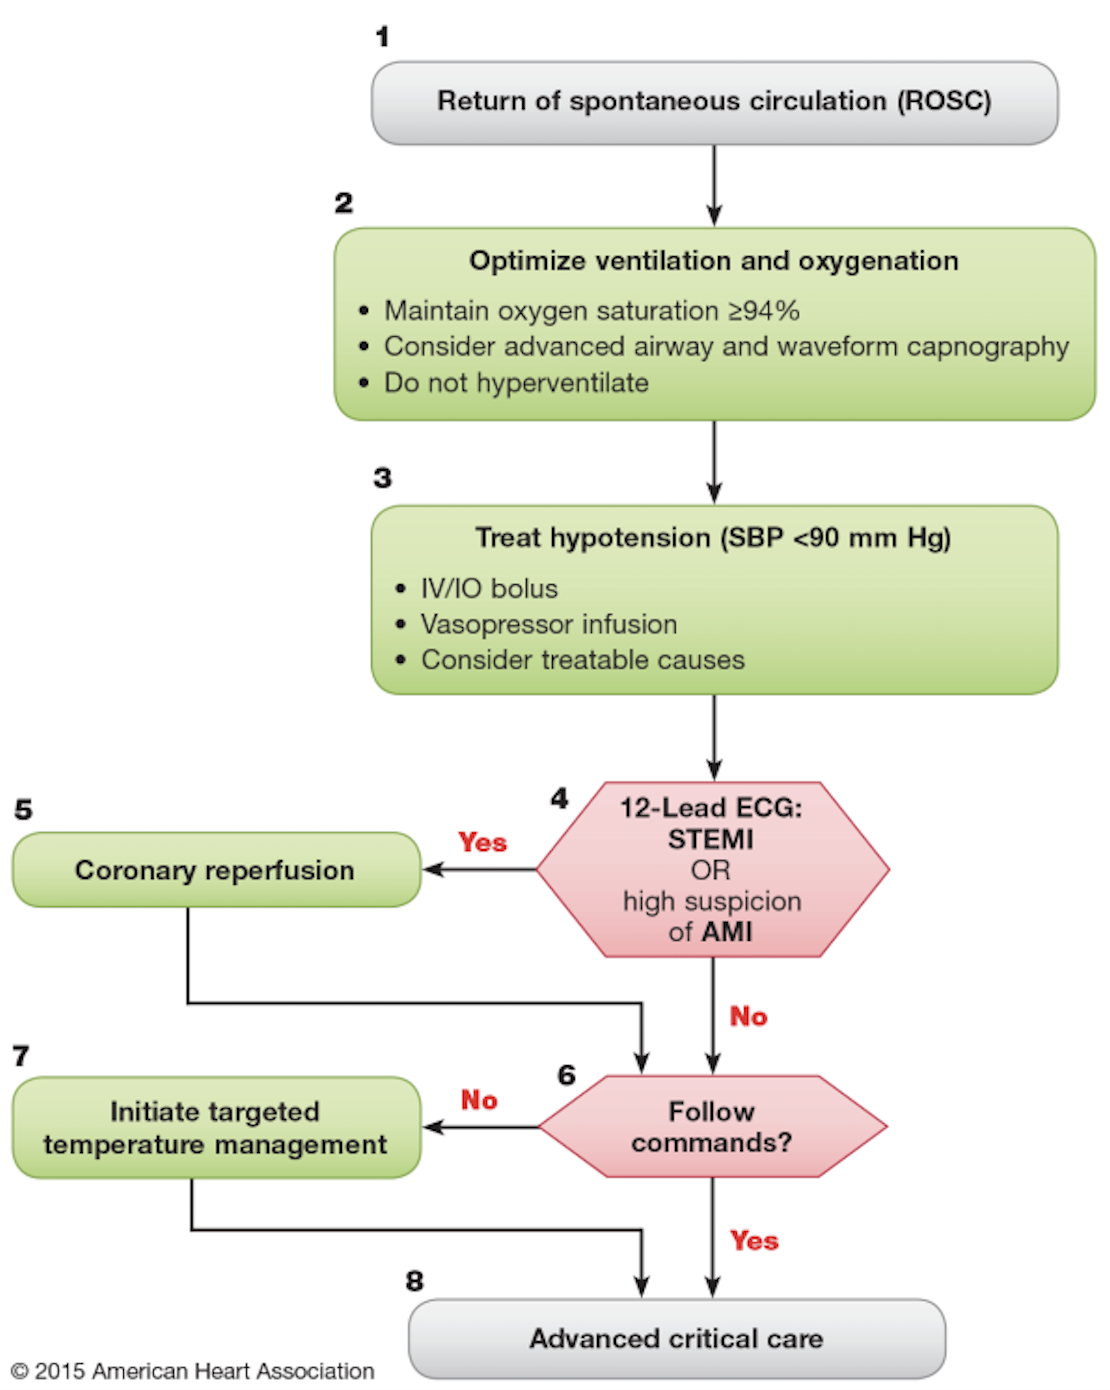 1
Return of spontaneous circulation (ROSC)
2
Optimize ventilation and oxygenation
• Maintain oxygen saturation ≥94%
• Consider advanced airway and waveform capnography
• Do not hyperventilate
3
Treat hypotension (SBP <90 mm Hg)
• IV/IO bolus
• Vasopressor infusion
• Consider treatable causes
4
12-Lead ECG:
STEMI
OR
high suspicion
of AMI
Yes
5
Coronary reperfusion
No
6
Follow
commands?
No
7
Initiate targeted
temperature management
Yes
8
Advanced critical care
© 2015 American Heart Association